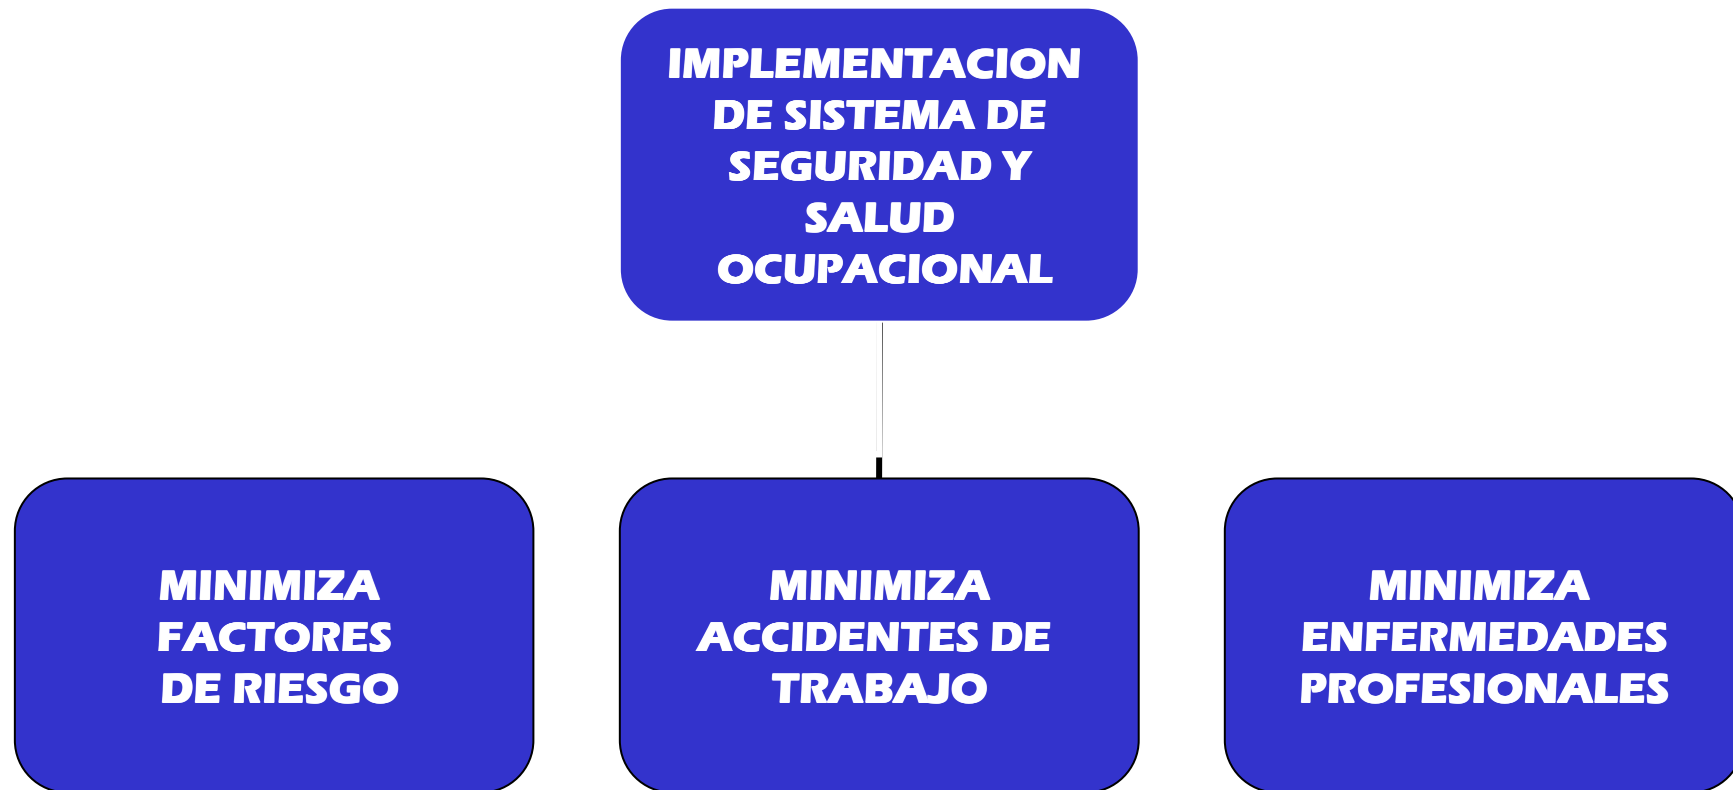 IMPLEMENTACION
DE SISTEMA DE
SEGURIDAD Y
SALUD
OCUPACIONAL
MINIMIZA
FACTORES
DE RIESGO
MINIMIZA
ACCIDENTES DE
TRABAJO
MINIMIZA
ENFERMEDADES
PROFESIONALES